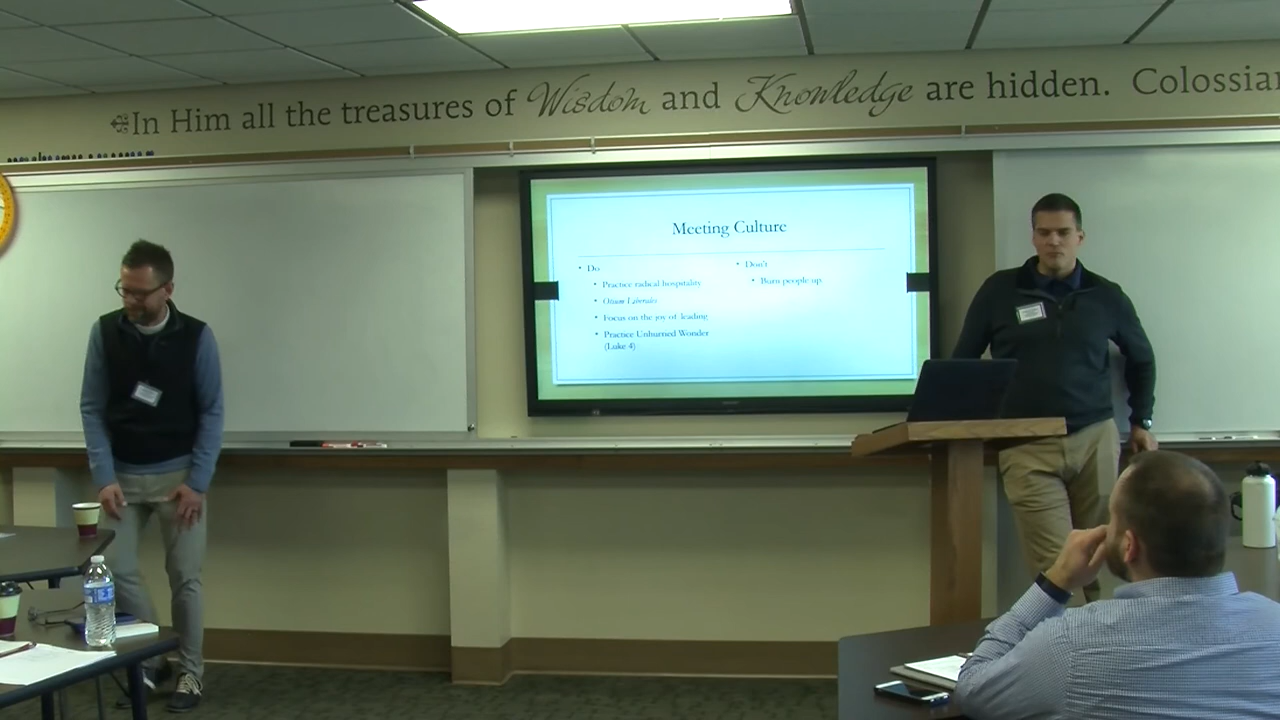 In Him all the treasures of Wisdom and Knowledge are hidden. Colossian
Meeting Culture
• Do
• Practice radical hospitality
• Otium Liberales
• Focus on the joy of leading
• Practice Unhurried Wonder
(Luke 4)
• Don't
• Burn people up